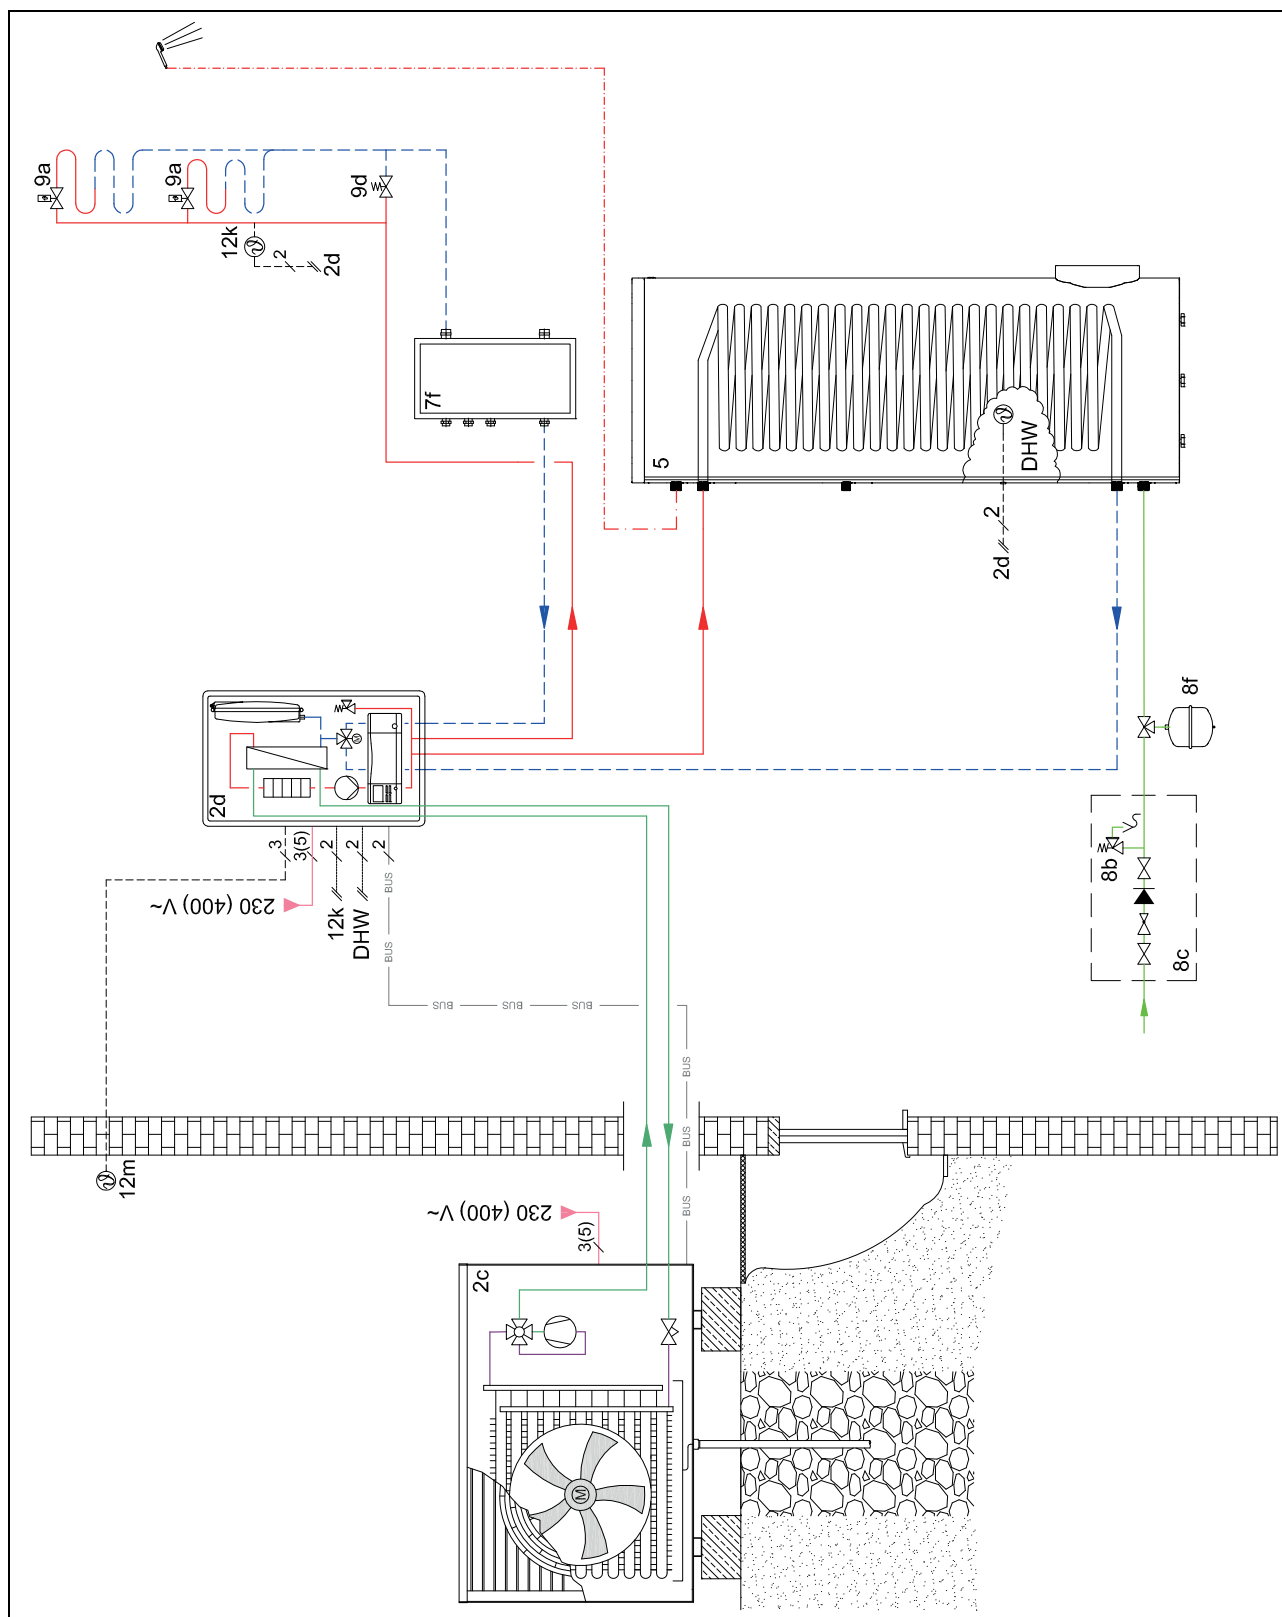 9a
9a
12k
2
2d
9d
7f
5
DHW
2
2d
2d
3
3(5)
2
2
2
230 (400) V~
12k
DHW
BUS
BUS
BUS
BUS
BUS
BUS
BUS
BUS
8f
8b
8c
12m
230 (400) V~
3(5)
2c
M
M